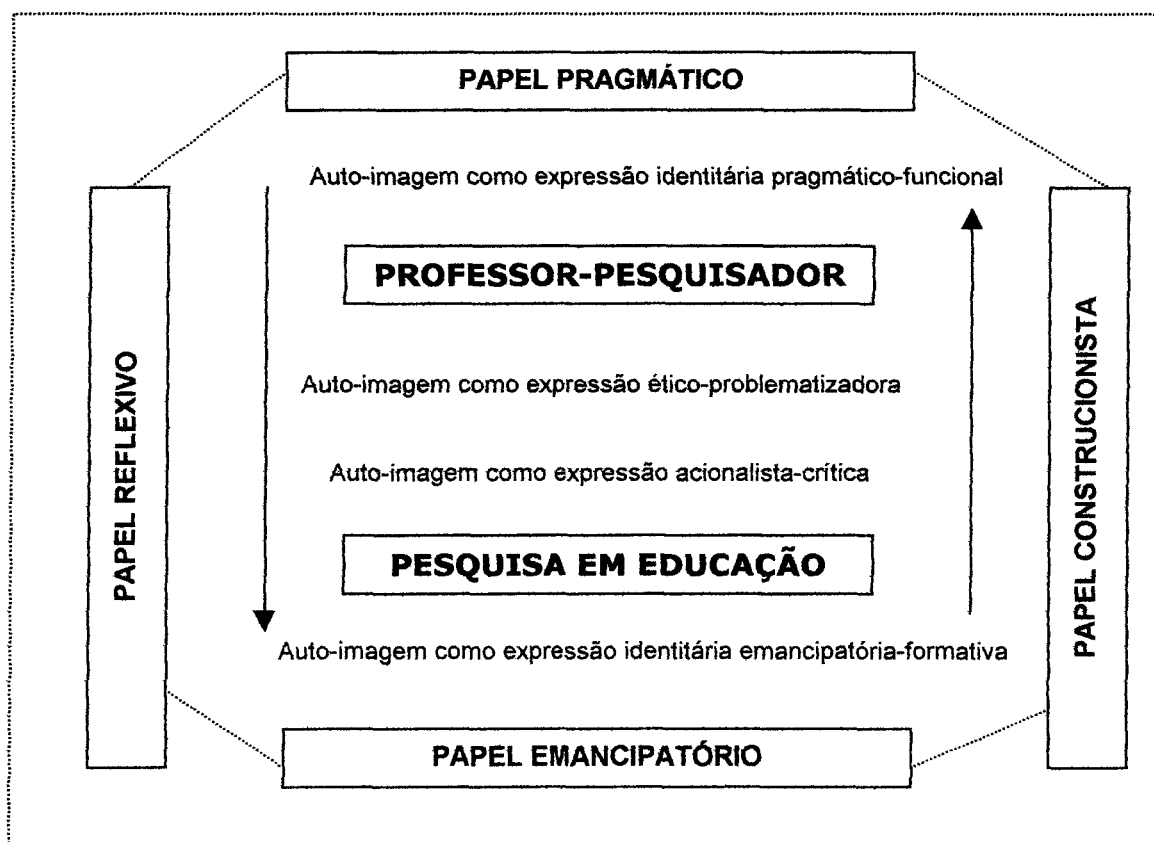 PAPEL PRAGMÁTICO
Auto-imagem como expressão identitária pragmático-funcional
PROFESSOR-PESQUISADOR
Auto-imagem como expressão ético-problematizadora
Auto-imagem como expressão acionalista-crítica
PESQUISA EM EDUCAÇÃO
Auto-imagem como expressão identitária emancipatória-formativa
PAPEL EMANCIPATÓRIO
PAPEL REFLEXIVO
PAPEL CONSTRUCIONISTA